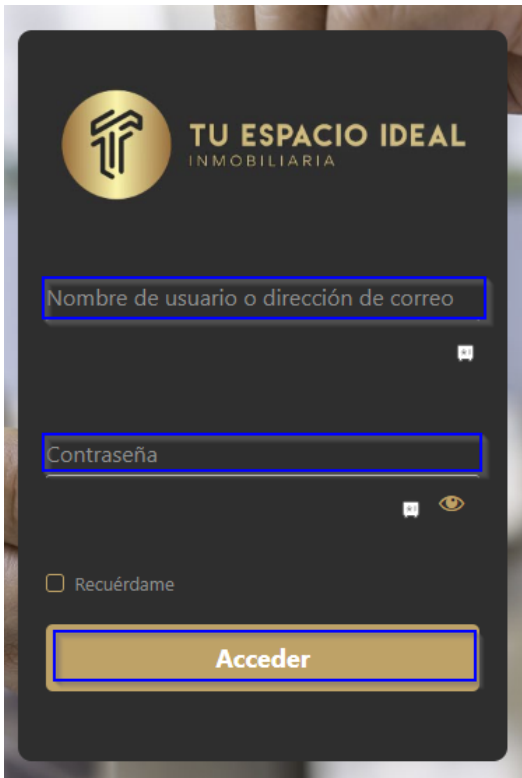 TU ESPACIO IDEAL
INMOBILIARIA
Nombre de usuario o dirección de correo
Contraseña
Recuérdame
Acceder